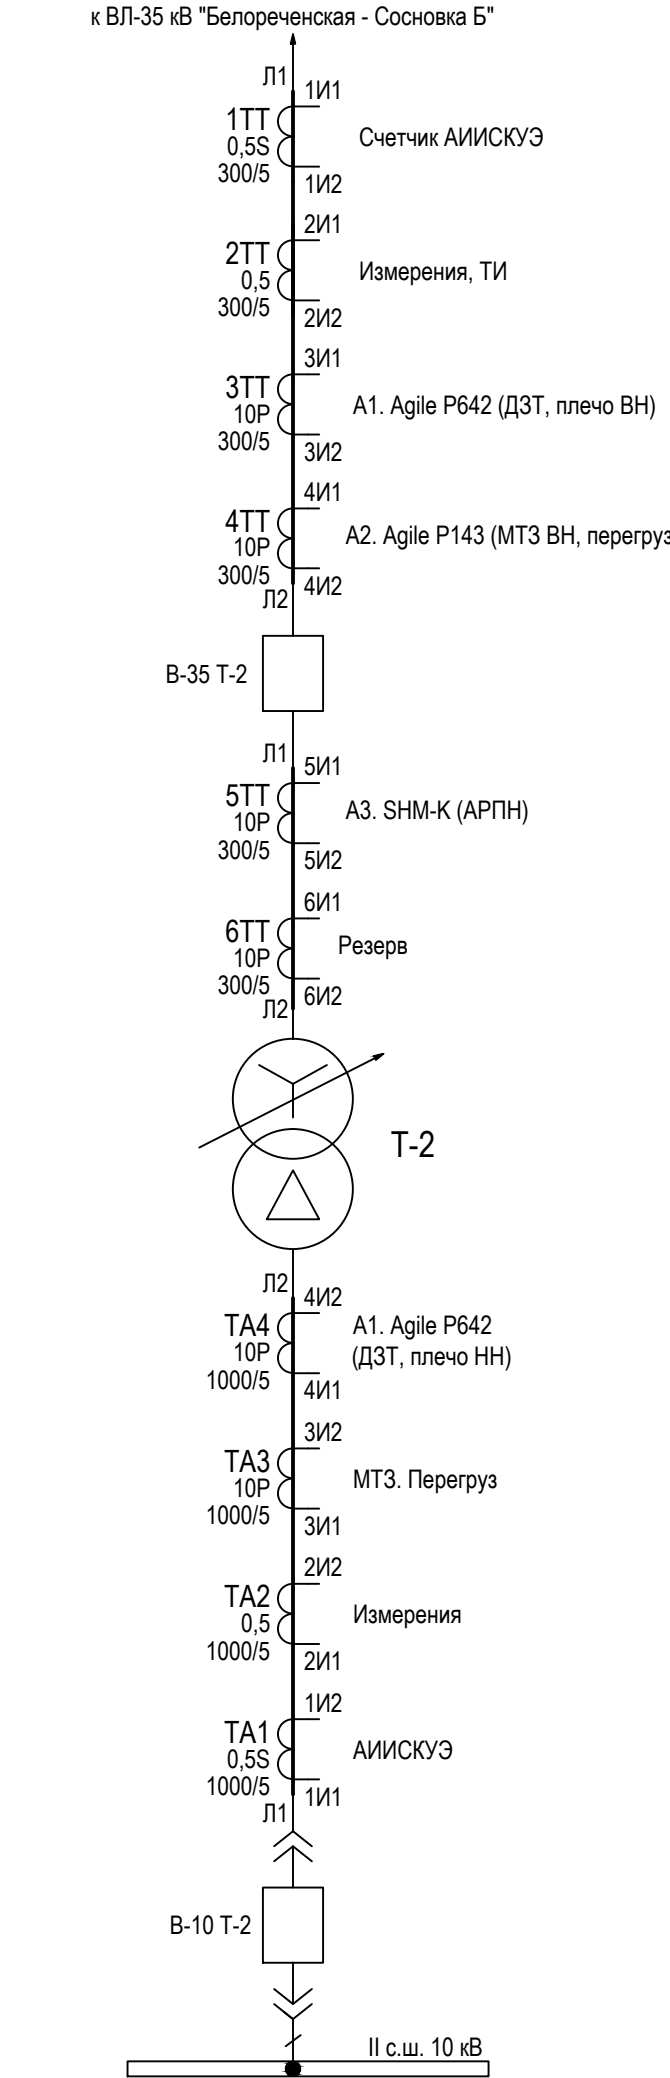 к ВЛ-35 кВ "Белореченская - Сосновка Б"
Л1
1И1
1ТТ
0,5S
300/5
Счетчик АИИСКУЭ
1И2
2И1
2ТТ
0,5
300/5
Измерения, ТИ
2И2
3И1
3ТТ
10Р
300/5
А1. Agile P642 (ДЗТ, плечо ВН)
3И2
4И1
4ТТ
10Р
300/5
А2. Agile P143 (МТЗ ВН, перегруз
4И2
Л2
В-35 Т-2
Л1
5И1
5ТТ
10Р
300/5
А3. SHM-K (АРПН)
5И2
6И1
6ТТ
10Р
300/5
Резерв
6И2
Л2
Т-2
Л2
4И2
ТА4
10Р
1000/5
А1. Agile P642
(ДЗТ, плечо НН)
4И1
3И2
ТА3
10Р
1000/5
МТЗ. Перегруз
3И1
2И2
ТА2
0,5
1000/5
Измерения
2И1
1И2
ТА1
0,5S
1000/5
АИИСКУЭ
1И1
Л1
В-10 Т-2
II с.ш. 10 кВ